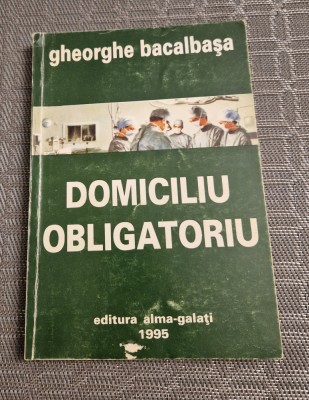 gheorghe bacalbaşa
DOMICILIU
OBLIGATORIU
editura alma-galaţi
1995